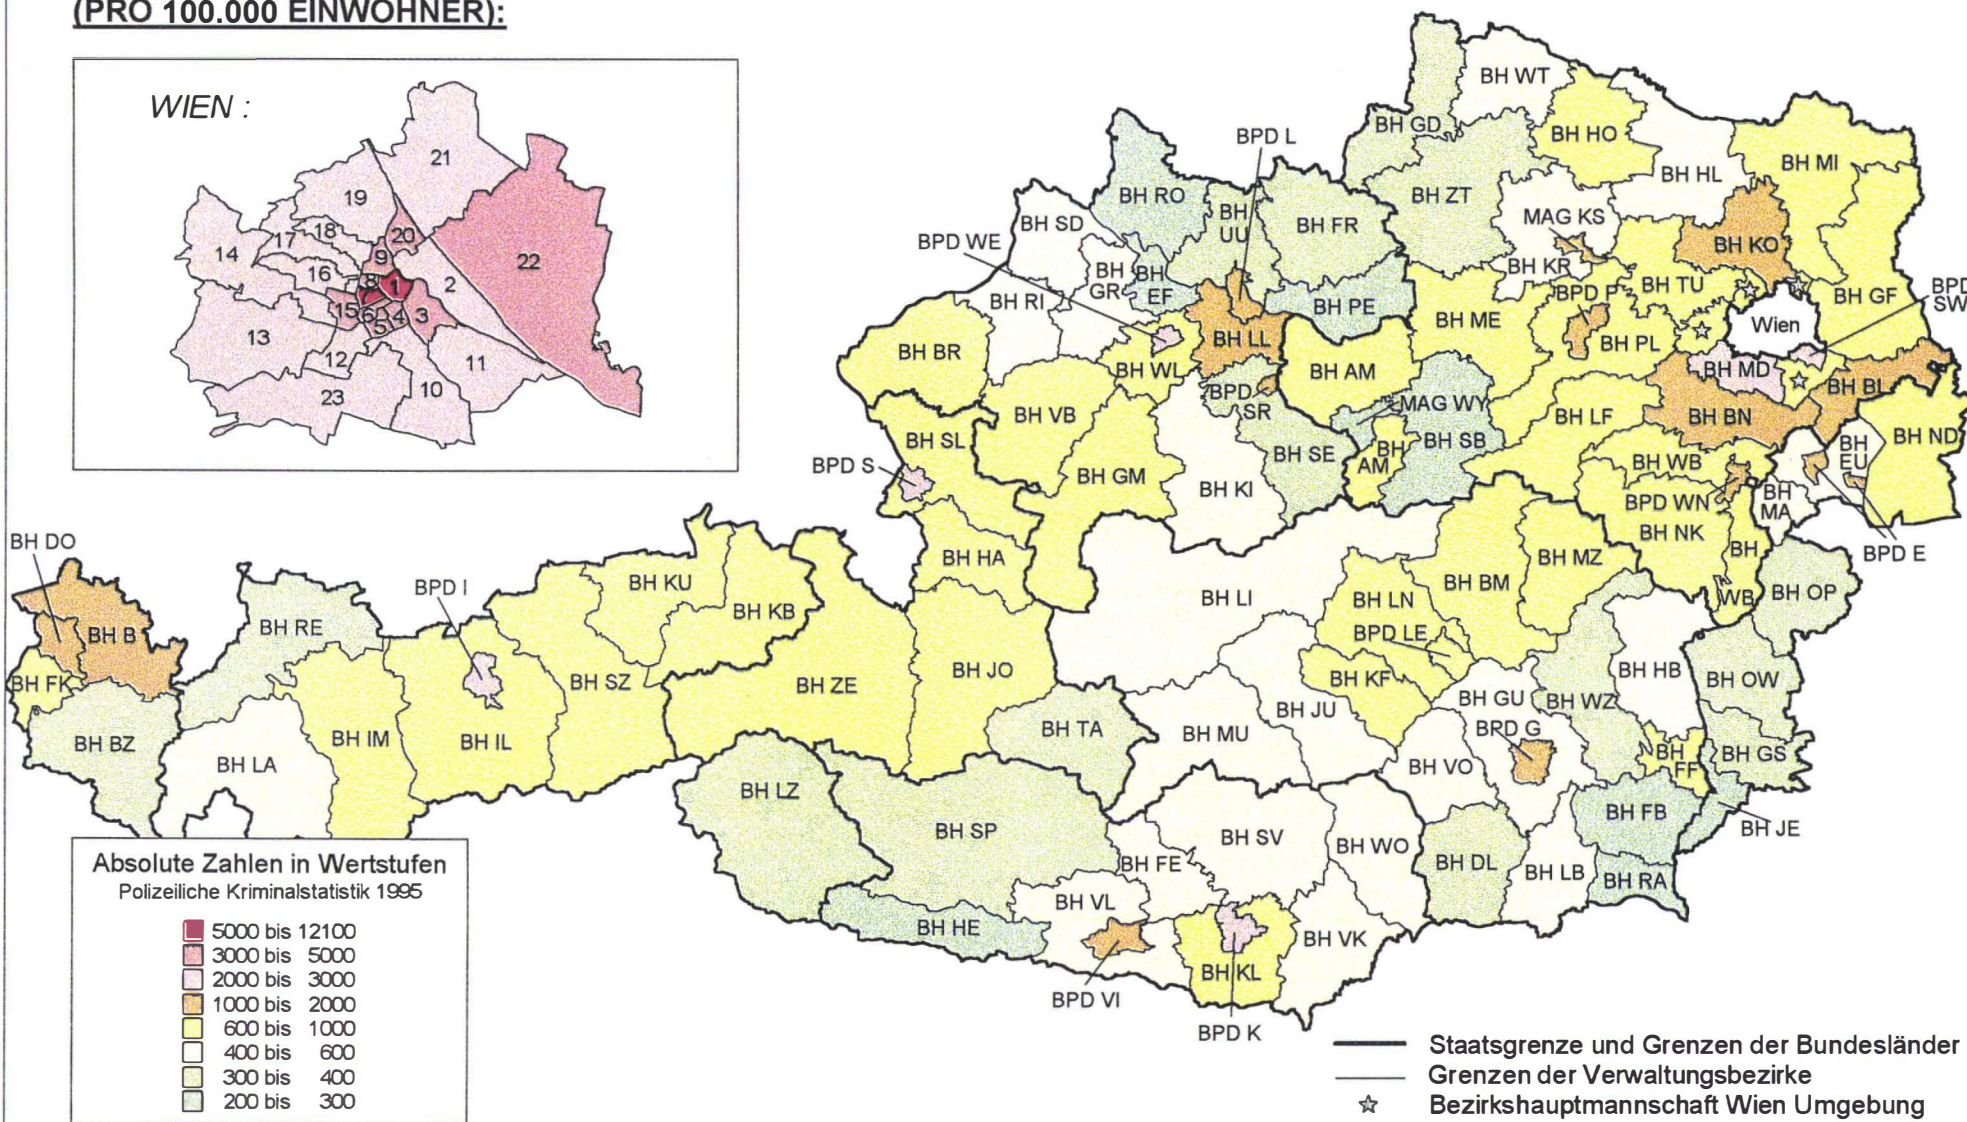 (PRO 100.000 EINWOHNER):
WIEN :
21
19
20
18
17
14
16
9
8
1
2
22
7
15
6
5
4
3
13
12
11
10
23
BH WT
BH GD
BH HO
BPD L
BH MI
BH HL
BH RO
BH ZT
BH SD
BH UU
BH FR
MAG KS
BPD WE
BH KO
BH GR
BH EF
BH KR
BH RI
BH PE
BPD P
BH TU
BH GF
BPD SW
BH ME
Wien
BH LL
BH BR
BH PL
BH WL
BH AM
BH MD
BH BL
BPD SR
MAG WY
BH VB
BH LF
BH BN
BH SL
BH SB
BH ND
BH EU
BH AM
BH SE
BPD S
BH GM
BH WB
BH KI
BPD WN
BH MA
BH NK
BH WB
BPD E
BH DO
BH HA
BH MZ
BH KU
BPD I
BH BM
BH OP
BH LI
BH LN
BH KB
BH RE
BH B
BPD LE
BH JO
BH HB
BH FK
BH SZ
BH ZE
BH KF
BH OW
BH GU
BH WZ
BH JU
BH TA
BH BZ
BH IM
BH IL
BH MU
BPD G
BH FF
BH GS
BH LA
BH VO
BH LZ
BH FB
BH SP
BH JE
BH SV
BH WO
BH FE
BH DL
BH LB
BH RA
BH VL
BH HE
BH VK
BH KL
BPD VI
BPD K
Absolute Zahlen in Wertstufen
Polizeiliche Kriminalstatistik 1995
5000 bis 12100
3000 bis 5000
2000 bis 3000
1000 bis 2000
600 bis 1000
400 bis 600
300 bis 400
200 bis 300
Staatsgrenze und Grenzen der Bundesländer
Grenzen der Verwaltungsbezirke
Bezirkshauptmannschaft Wien Umgebung